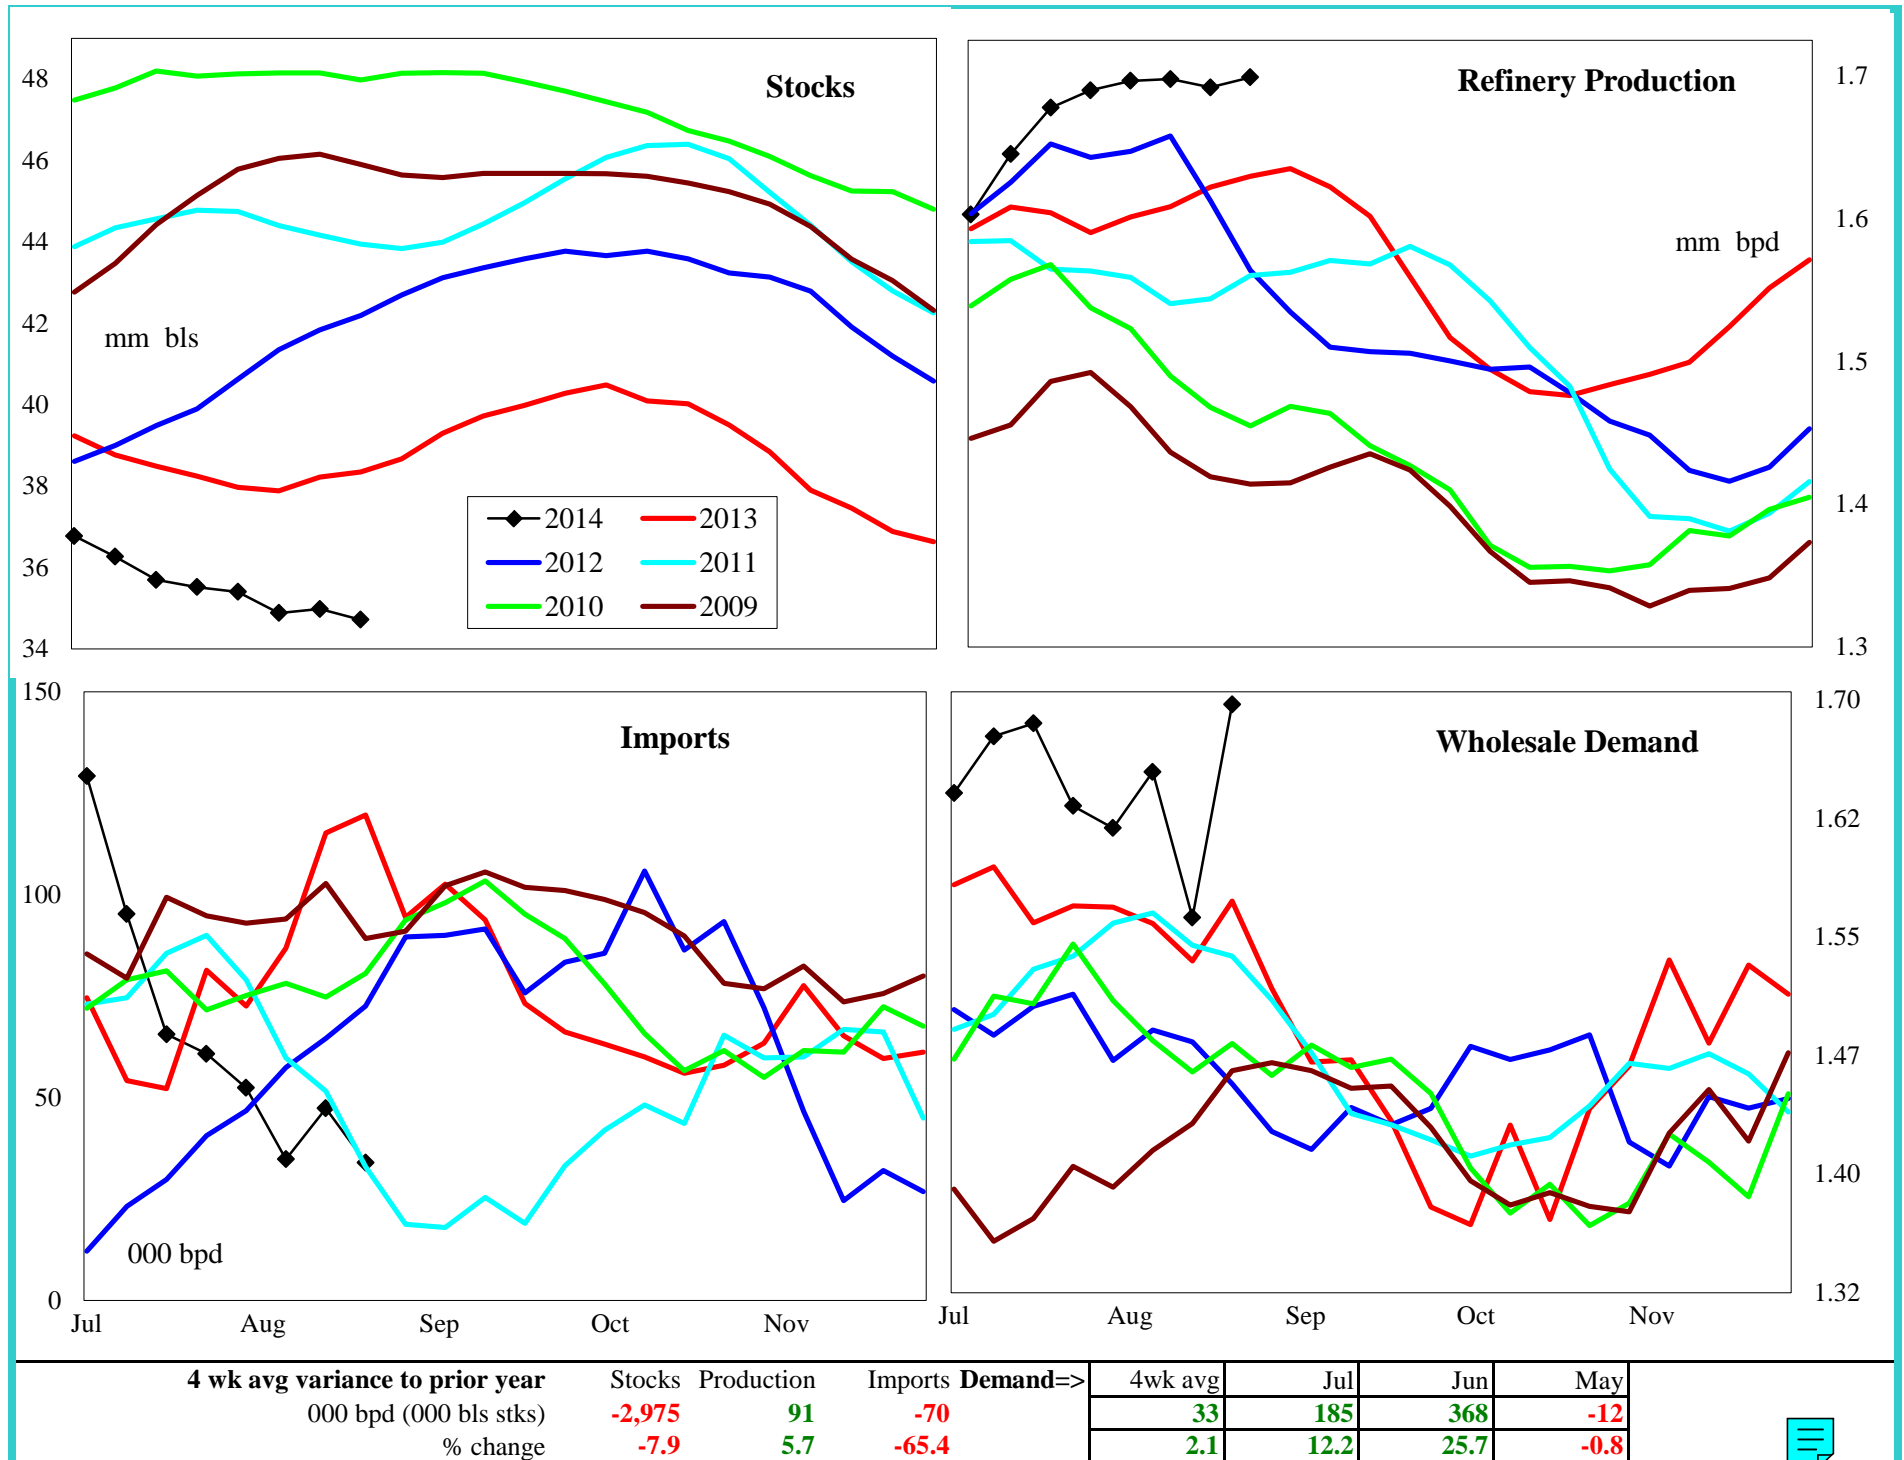 Stocks
48
46
44
42
40
38
36
34
mm bls
2014 2013
2012 2011
2010 2009
Refinery Production
1.7
1.6
1.5
1.4
1.3
mm bpd
Imports
150
100
50
0
000 bpd
Jul Aug Sep Oct Nov
Wholesale Demand
1.70
1.62
1.55
1.47
1.40
1.32
Jul Aug Sep Oct Nov
4 wk avg variance to prior year Stocks Production Imports Demand=> 4wk avg Jul Jun May
000 bpd (000 bls stks) -2,975 91 -70 33 185 368 -12
% change -7.9 5.7 -65.4 2.1 12.2 25.7 -0.8